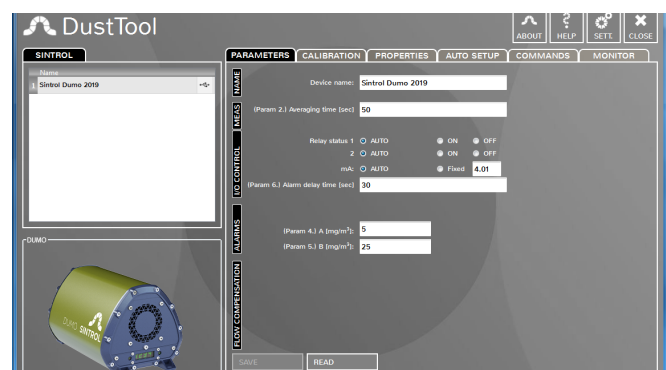 DustTool
ABOUT HELP SETT. CLOSE
SINTROL
PARAMETERS CALIBRATION PROPERTIES AUTO SETUP COMMANDS MONITOR
Name
1 Sintrol Dumo 2019
NAME
Device name: Sintrol Dumo 2019
MEAS
(Param 2.) Averaging time [sec] 50
I/O CONTROL
Relay status 1 AUTO ON OFF
2 AUTO ON OFF
mA: AUTO Fixed 4.01
(Param 6.) Alarm delay time [sec] 30
ALARMS
(Param 4.) A [mg/m³]: 5
(Param 5.) B [mg/m³]: 25
FLOW COMPENSATION
DUMO
DUMO SINTROL
SAVE READ